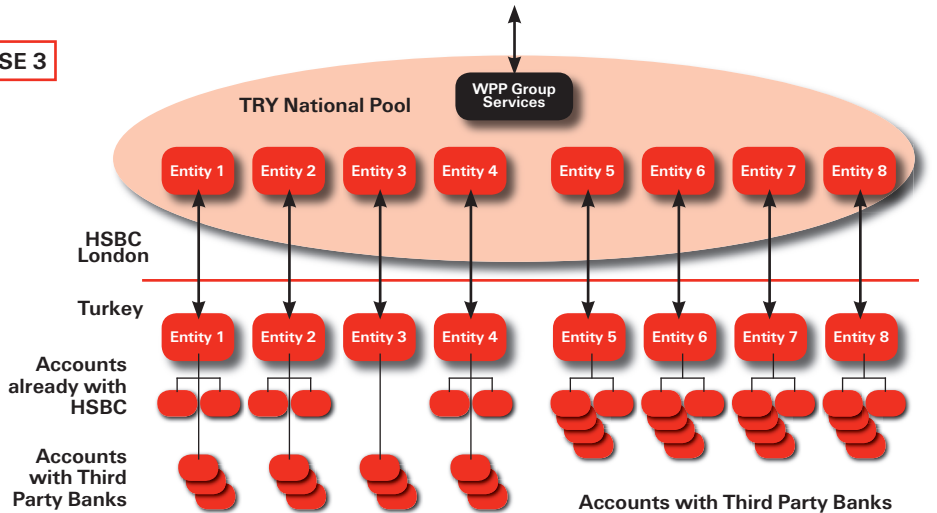 SE 3
WPP Group
Services
TRY National Pool
Entity 1 Entity 2 Entity 3 Entity 4 Entity 5 Entity 6 Entity 7 Entity 8
HSBC
London
Turkey
Entity 1 Entity 2 Entity 3 Entity 4 Entity 5 Entity 6 Entity 7 Entity 8
Accounts
already with
HSBC
Accounts
with Third
Party Banks
Accounts with Third Party Banks